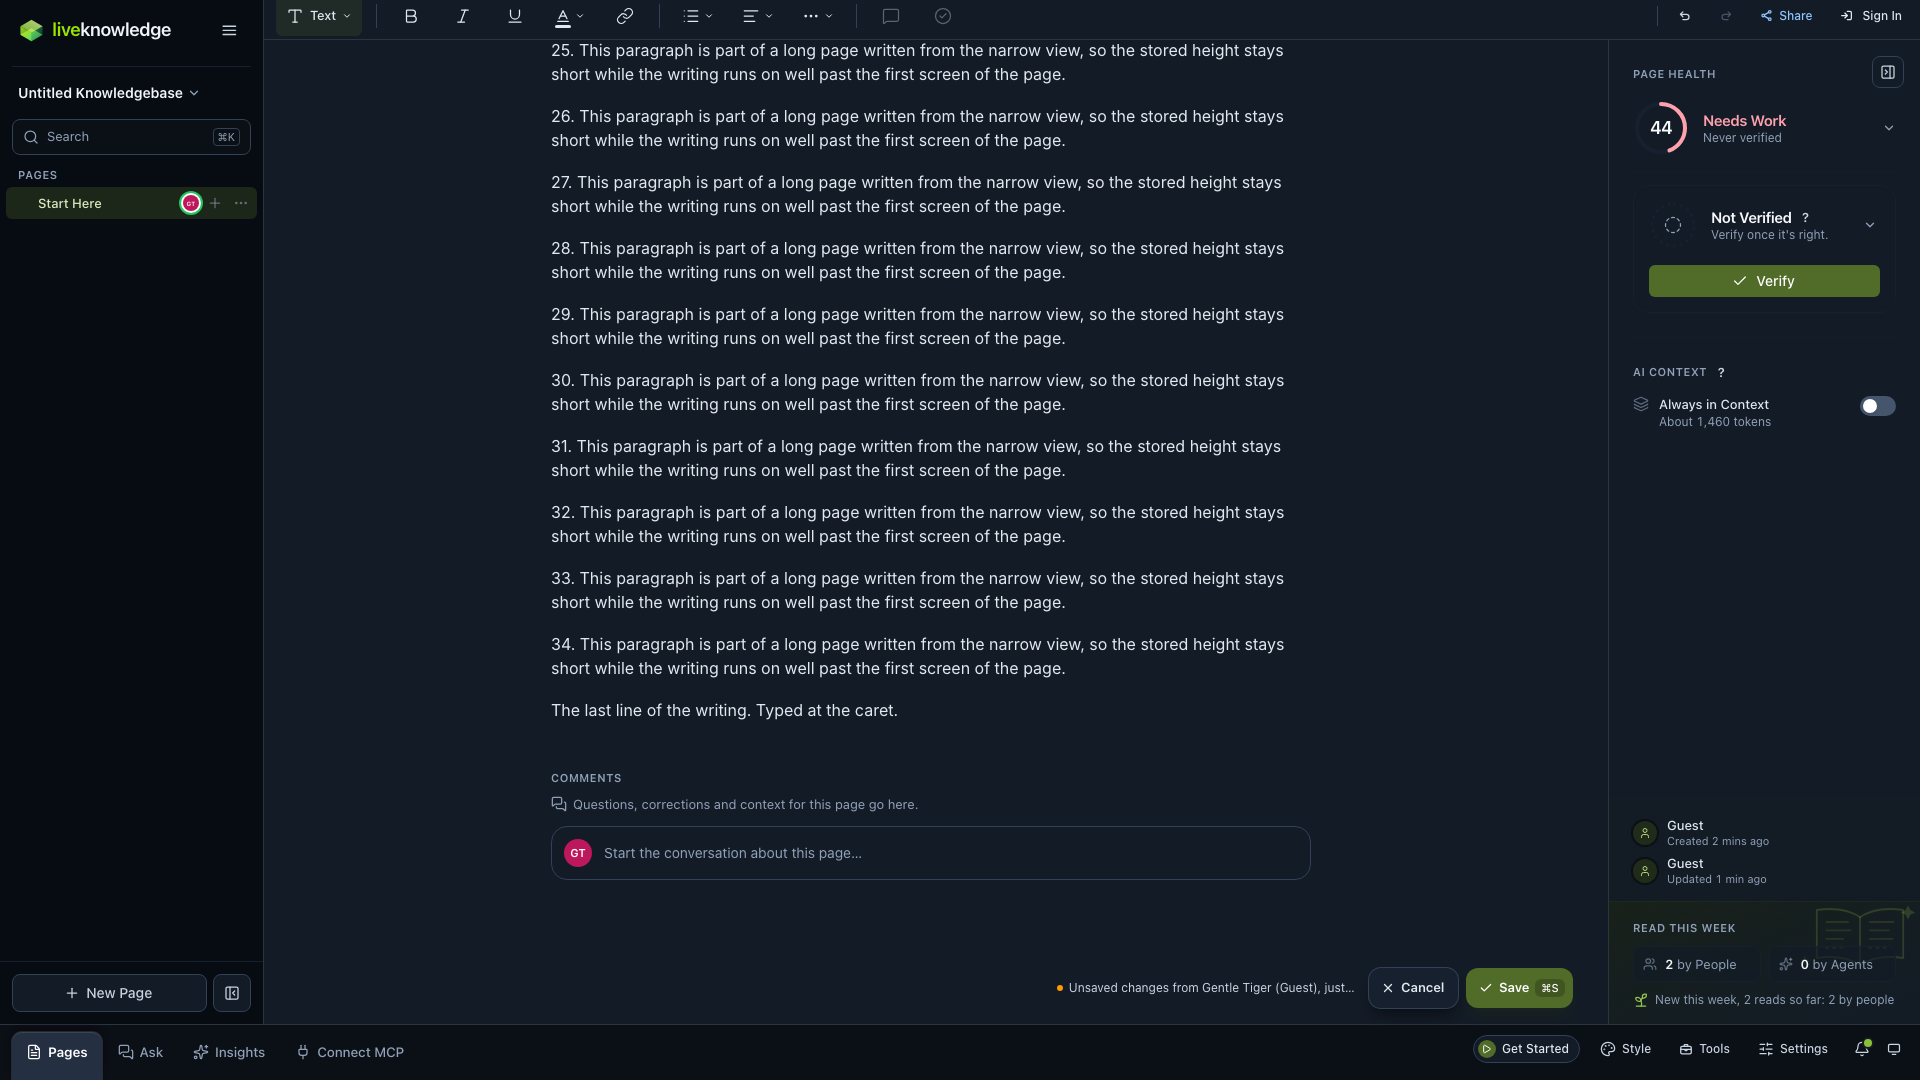 liveknowledge
Untitled Knowledgebase
Search ⌘K
PAGES
Start Here GT
New Page
Text
Share
Sign In
25. This paragraph is part of a long page written from the narrow view, so the stored height stays
short while the writing runs on well past the first screen of the page.
26. This paragraph is part of a long page written from the narrow view, so the stored height stays
short while the writing runs on well past the first screen of the page.
27. This paragraph is part of a long page written from the narrow view, so the stored height stays
short while the writing runs on well past the first screen of the page.
28. This paragraph is part of a long page written from the narrow view, so the stored height stays
short while the writing runs on well past the first screen of the page.
29. This paragraph is part of a long page written from the narrow view, so the stored height stays
short while the writing runs on well past the first screen of the page.
30. This paragraph is part of a long page written from the narrow view, so the stored height stays
short while the writing runs on well past the first screen of the page.
31. This paragraph is part of a long page written from the narrow view, so the stored height stays
short while the writing runs on well past the first screen of the page.
32. This paragraph is part of a long page written from the narrow view, so the stored height stays
short while the writing runs on well past the first screen of the page.
33. This paragraph is part of a long page written from the narrow view, so the stored height stays
short while the writing runs on well past the first screen of the page.
34. This paragraph is part of a long page written from the narrow view, so the stored height stays
short while the writing runs on well past the first screen of the page.
The last line of the writing. Typed at the caret.
COMMENTS
Questions, corrections and context for this page go here.
GT Start the conversation about this page...
Unsaved changes from Gentle Tiger (Guest), just...
Cancel
Save ⌘S
PAGE HEALTH
44
Needs Work
Never verified
Not Verified ?
Verify once it's right.
Verify
AI CONTEXT ?
Always in Context
About 1,460 tokens
Guest
Created 2 mins ago
Guest
Updated 1 min ago
READ THIS WEEK
2 by People
0 by Agents
New this week, 2 reads so far: 2 by people
Pages
Ask
Insights
Connect MCP
Get Started
Style
Tools
Settings